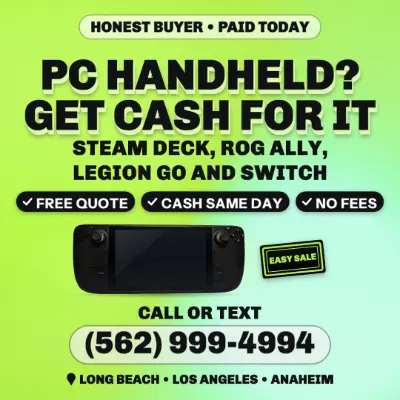 HONEST BUYER • PAID TODAY
PC HANDHELD?
GET CASH FOR IT
STEAM DECK, ROG ALLY,
LEGION GO AND SWITCH
✓ FREE QUOTE ✓ CASH SAME DAY ✓ NO FEES
EASY SALE
CALL OR TEXT
(562) 999-4994
LONG BEACH • LOS ANGELES • ANAHEIM